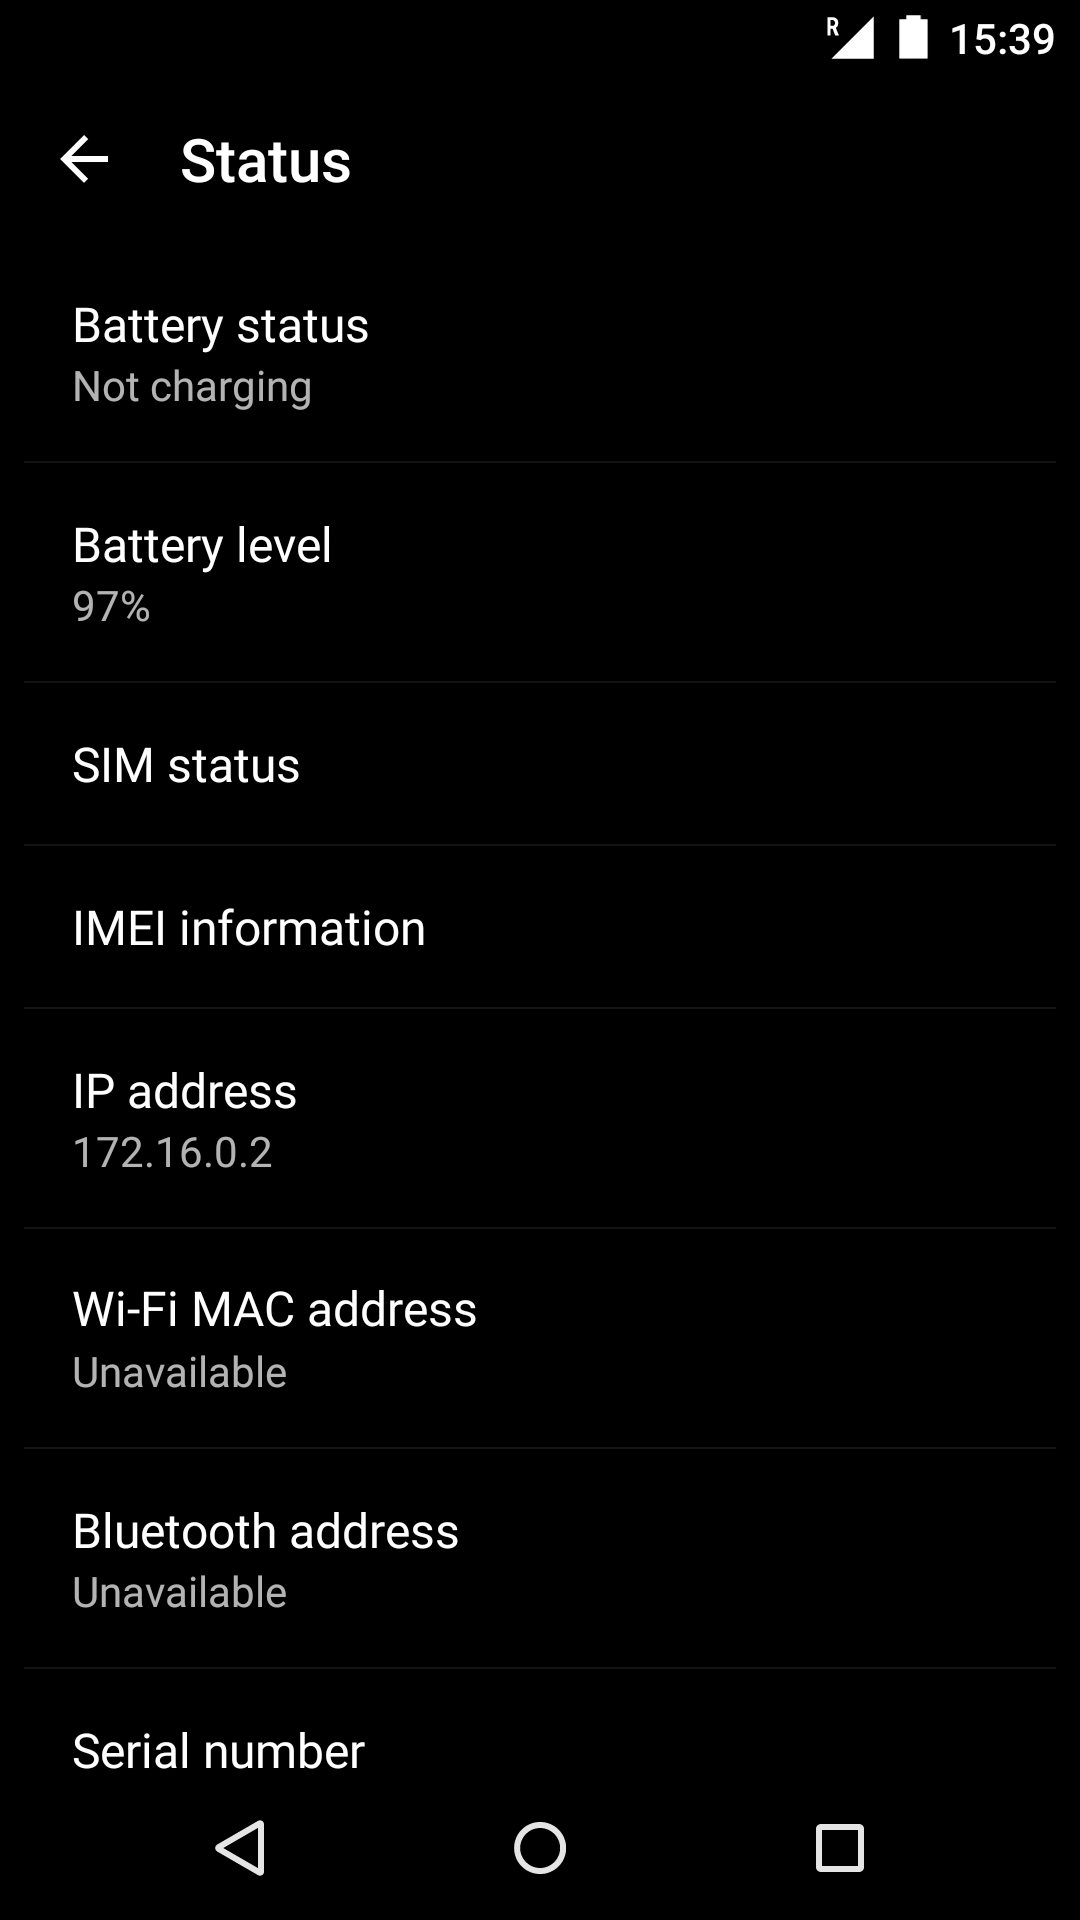 R 15:39
Status
Battery status
Not charging
Battery level
97%
SIM status
IMEI information
IP address
172.16.0.2
Wi-Fi MAC address
Unavailable
Bluetooth address
Unavailable
Serial number